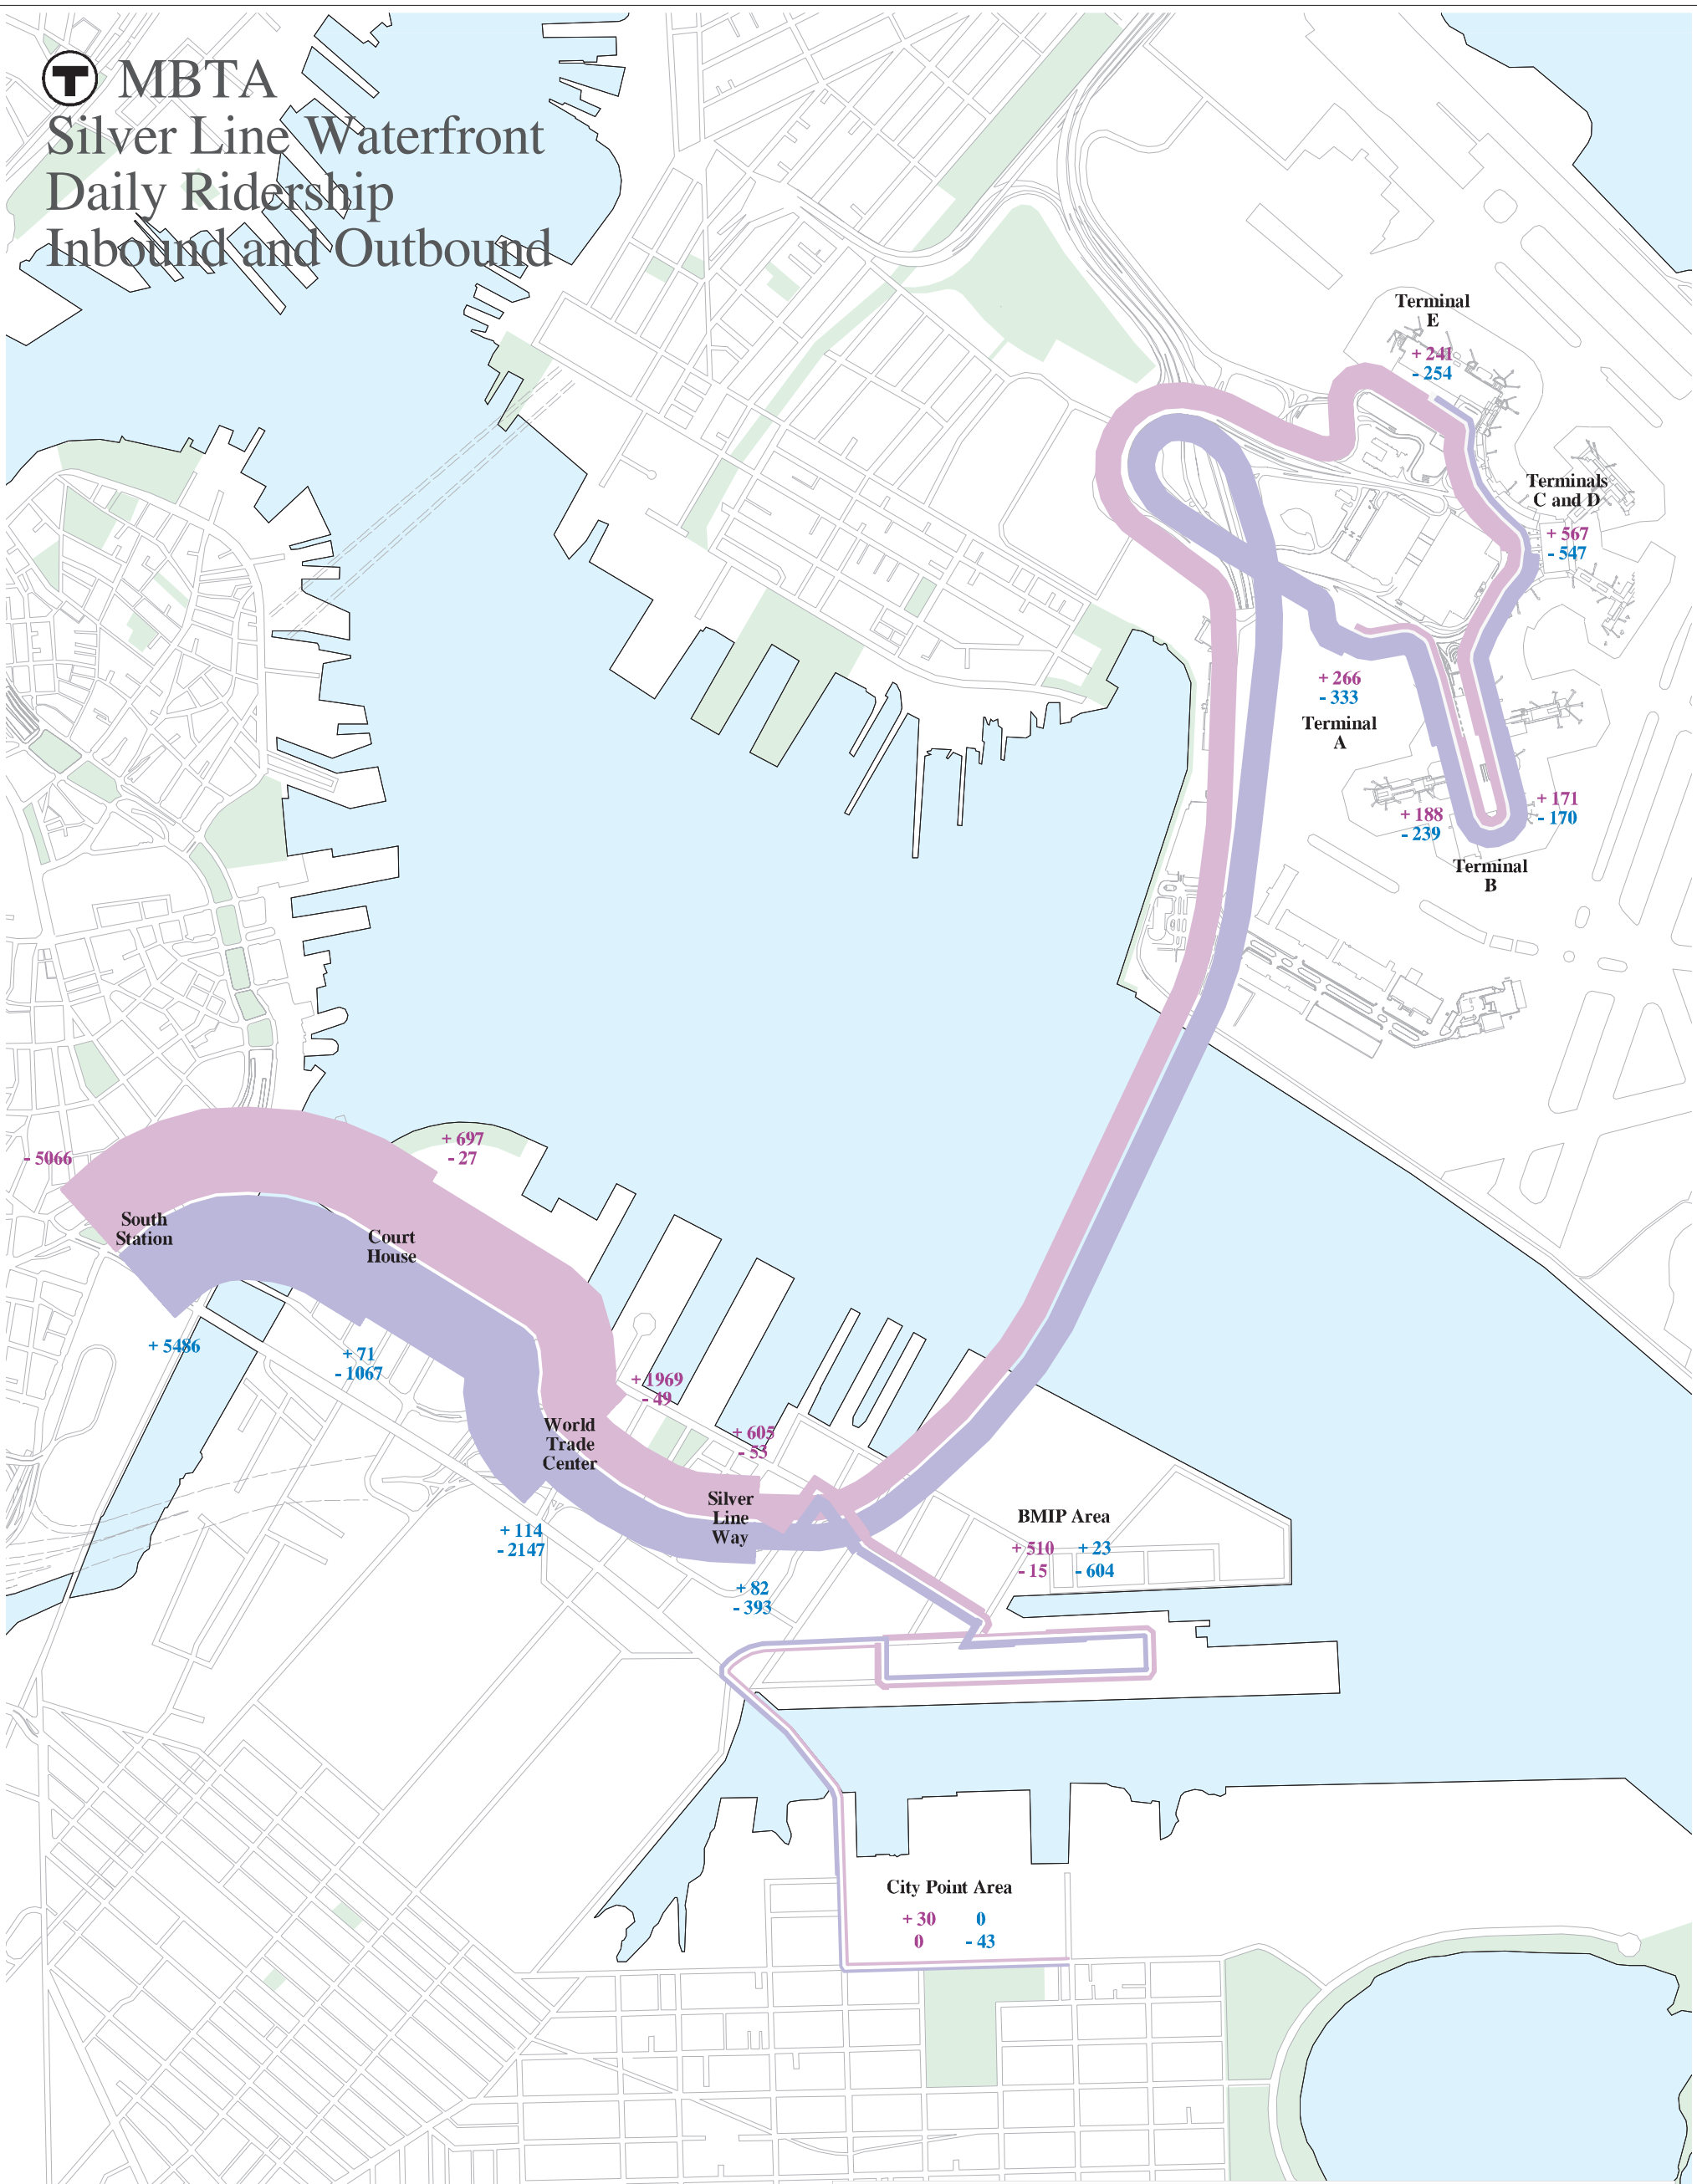 T MBTA
Silver Line Waterfront
Daily Ridership
Inbound and Outbound
Terminal
E
+ 241
- 254
Terminals
C and D
+ 567
- 547
+ 266
- 333
Terminal
A
+ 188
- 239
+ 171
- 170
Terminal
B
- 5066
+ 697
- 27
South
Station
Court
House
+ 5486
+ 71
- 1067
+ 1969
- 49
World
Trade
Center
+ 605
- 53
Silver
Line
Way
+ 114
- 2147
+ 82
- 393
BMIP Area
+ 510 + 23
- 15 - 604
City Point Area
+ 30 0
0 - 43